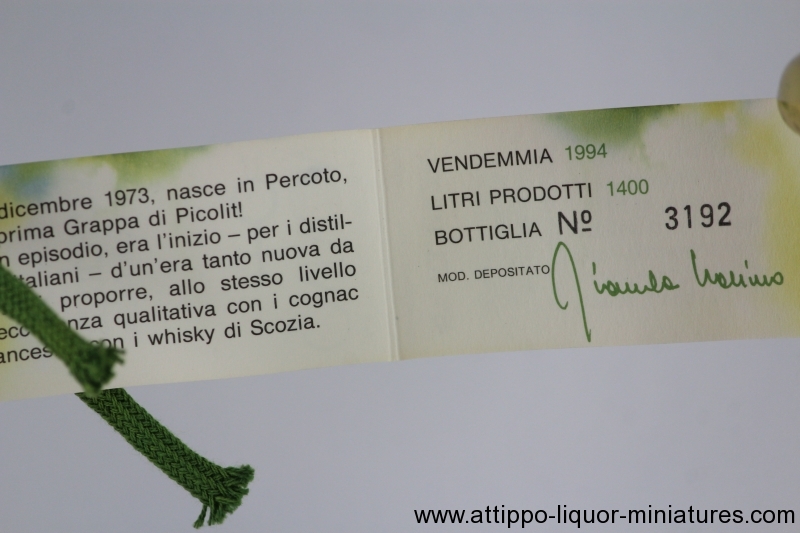 dicembre 1973, nasce in Percoto,
prima Grappa di Picolit!
episodio, era l'inizio – per i distil-
taliani – d'un'era tanto nuova da
proporre, allo stesso livello
qualitativa con i cognac
con i whisky di Scozia.
VENDEMMIA 1994
LITRI PRODOTTI 1400
BOTTIGLIA Nº 3192
MOD. DEPOSITATO
www.attippo-liquor-miniatures.com